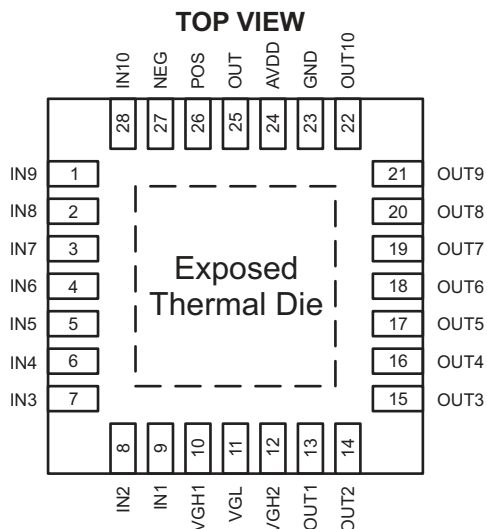 TOP VIEW
IN10 NEG POS OUT AVDD GND OUT10
28 27 26 25 24 23 22
IN9 1 21 OUT9
IN8 2 20 OUT8
IN7 3 19 OUT7
IN6 4 18 OUT6
IN5 5 17 OUT5
IN4 6 16 OUT4
IN3 7 15 OUT3
Exposed
Thermal Die
8 9 10 11 12 13 14
IN2 IN1 VGH1 VGL VGH2 OUT1 OUT2